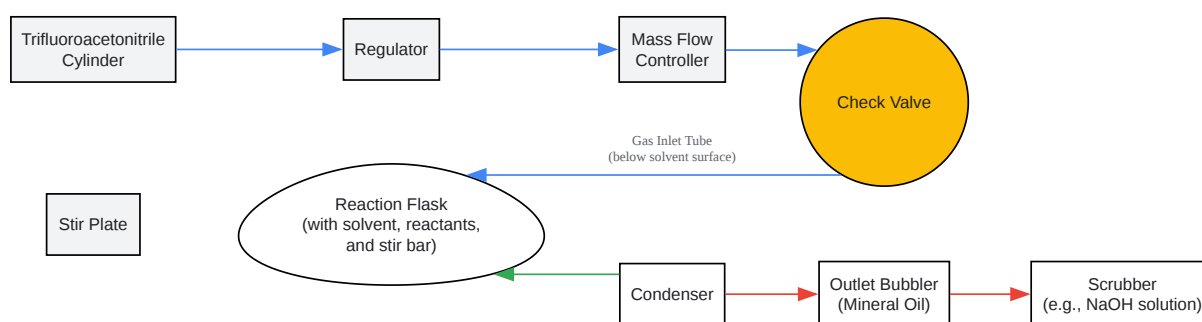 Trifluoroacetonitrile
Cylinder
Regulator
Mass Flow
Controller
Check Valve
Gas Inlet Tube
(below solvent surface)
Stir Plate
Reaction Flask
(with solvent, reactants,
and stir bar)
Condenser
Outlet Bubbler
(Mineral Oil)
Scrubber
(e.g., NaOH solution)